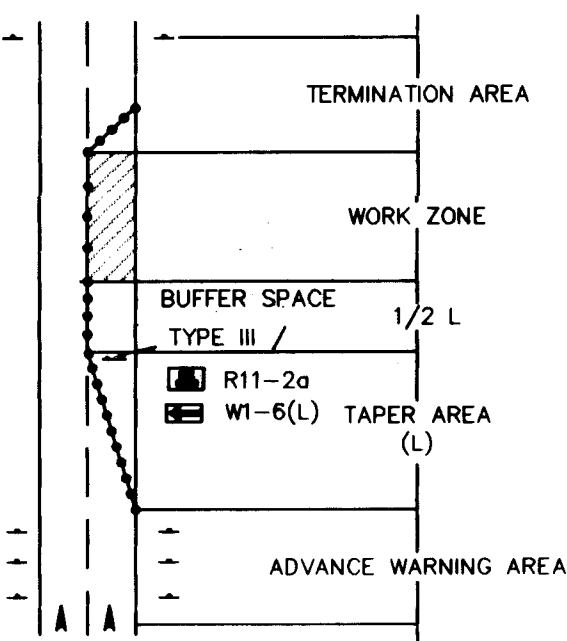 TERMINATION AREA
WORK ZONE
BUFFER SPACE
1/2 L
TYPE III
R11-2a
W1-6(L)
TAPER AREA
(L)
ADVANCE WARNING AREA